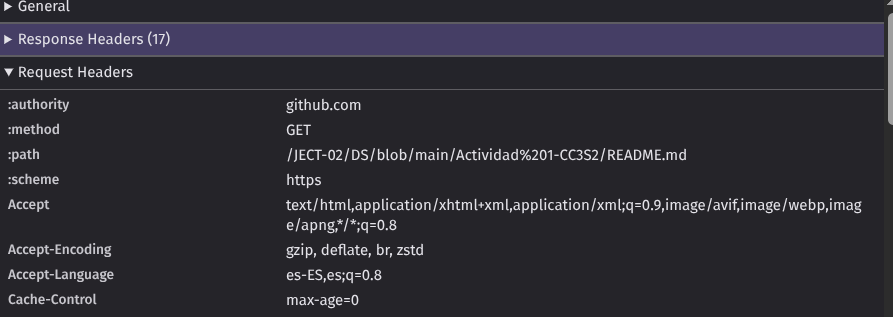 General
Response Headers (17)
Request Headers
:authority github.com
:method GET
:path /JECT-02/DS/blob/main/Actividad%201-CC3S2/README.md
:scheme https
Accept text/html,application/xhtml+xml,application/xml;q=0.9,image/avif,image/webp,imag
e/apng,*/*;q=0.8
Accept-Encoding gzip, deflate, br, zstd
Accept-Language es-ES,es;q=0.8
Cache-Control max-age=0